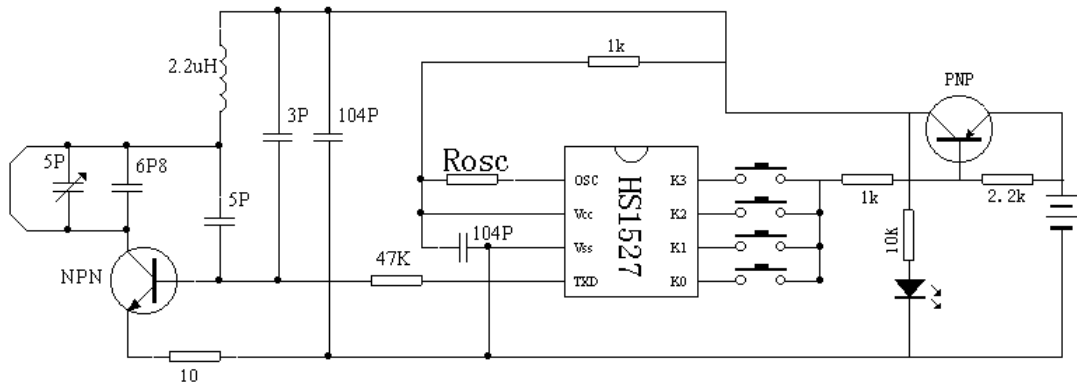 2.2uH
3P
104P
1k
PNP
5P
6P8
5P
Rosc
OSC
Vcc
Vss
TXD
HS1527
K3
K2
K1
K0
1k
2.2k
10k
104P
47K
NPN
10